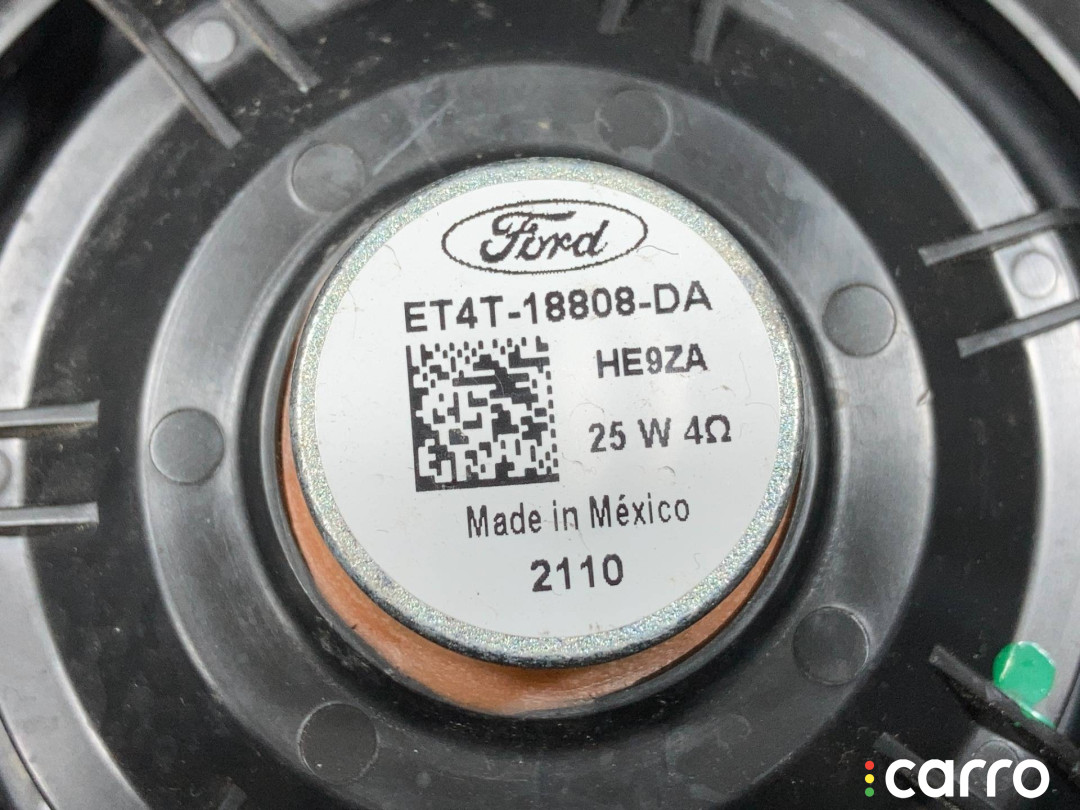 Ford
ET4T-18808-DA
HE9ZA
25 W 4Ω
Made in México
2110
carro